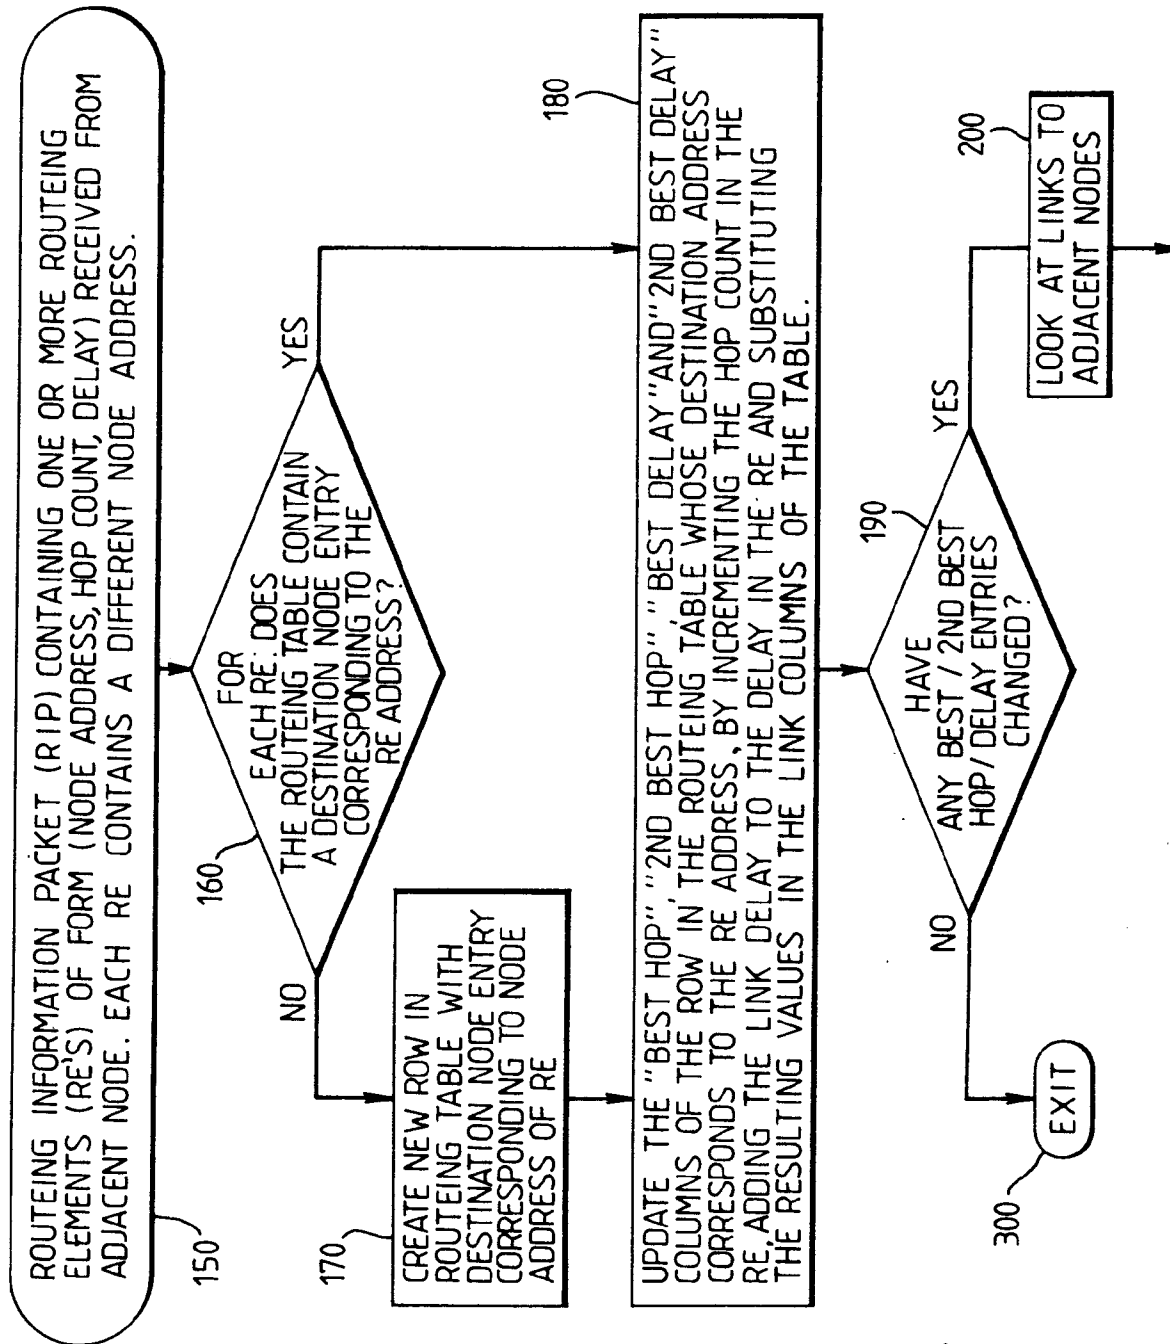 ROUTEING INFORMATION PACKET (RIP) CONTAINING ONE OR MORE ROUTEING
ELEMENTS (RE'S) OF FORM (NODE ADDRESS, HOP COUNT, DELAY) RECEIVED FROM
ADJACENT NODE. EACH RE CONTAINS A DIFFERENT NODE ADDRESS.
150
160
FOR
EACH RE: DOES
THE ROUTEING TABLE CONTAIN
A DESTINATION NODE ENTRY
CORRESPONDING TO THE
RE ADDRESS?
NO
YES
170
CREATE NEW ROW IN
ROUTEING TABLE WITH
DESTINATION NODE ENTRY
CORRESPONDING TO NODE
ADDRESS OF RE
180
UPDATE THE "BEST HOP", "2ND BEST HOP", "BEST DELAY" AND "2ND BEST DELAY"
COLUMNS OF THE ROW IN THE ROUTEING TABLE WHOSE DESTINATION ADDRESS
CORRESPONDS TO THE RE ADDRESS, BY INCREMENTING THE HOP COUNT IN THE
RE, ADDING THE LINK DELAY TO THE DELAY IN THE RE AND SUBSTITUTING
THE RESULTING VALUES IN THE LINK COLUMNS OF THE TABLE.
190
HAVE
ANY BEST / 2ND BEST
HOP / DELAY ENTRIES
CHANGED?
NO
YES
300
EXIT
200
LOOK AT LINKS TO
ADJACENT NODES